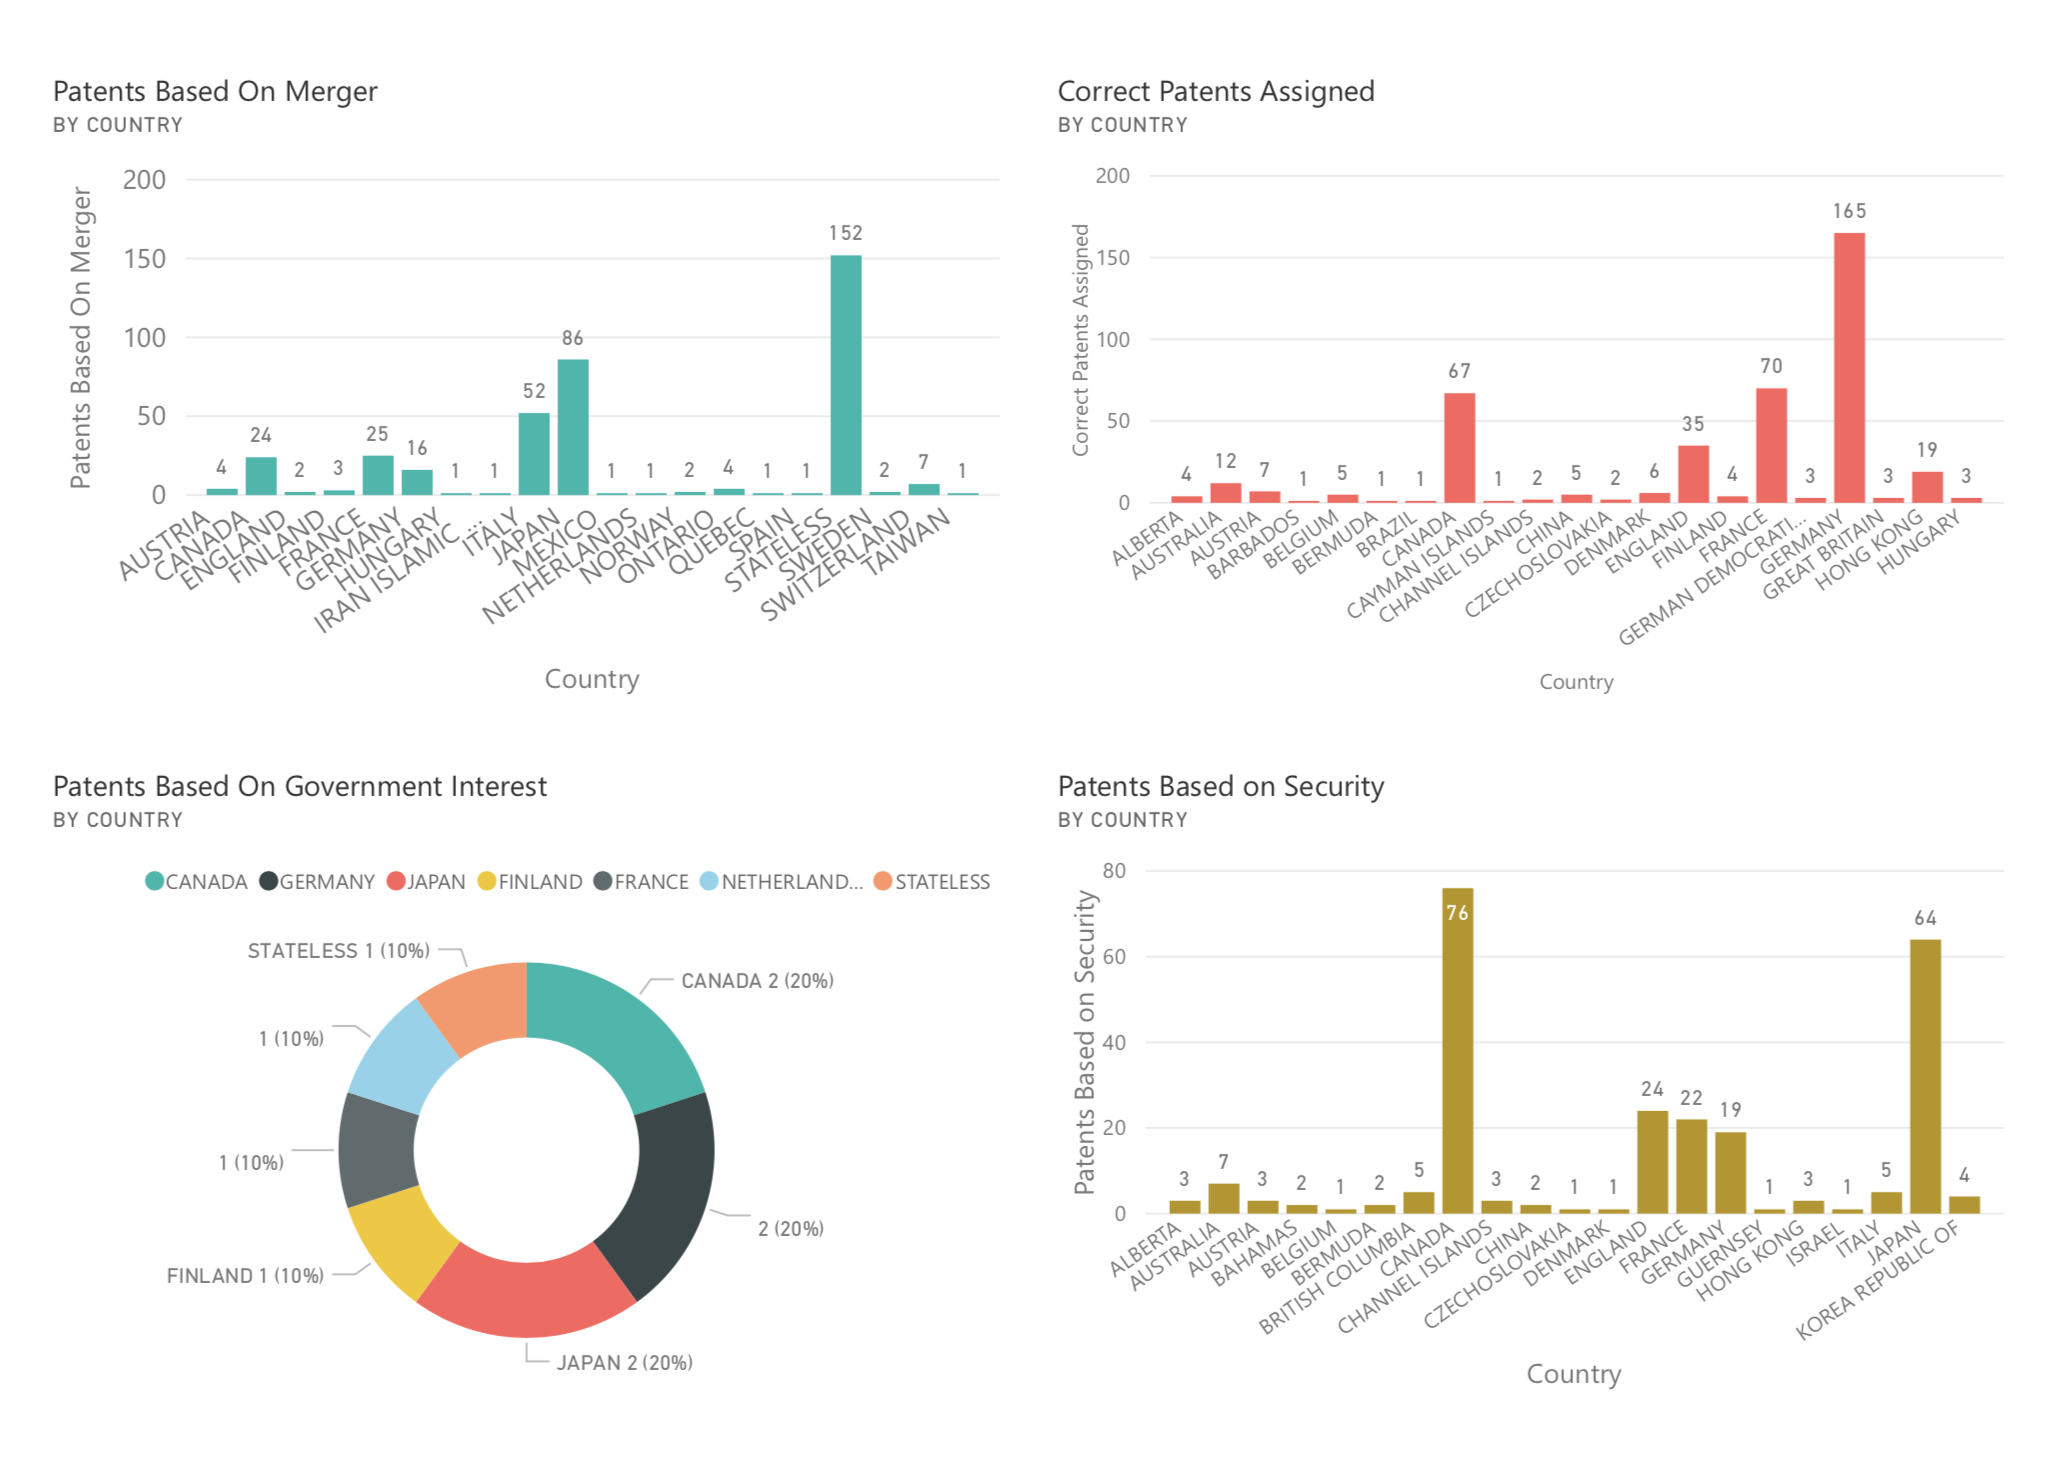 Patents Based On Merger
BY COUNTRY
Patents Based On Merger
200
150
100
50
0
4
24
2
3
25
16
1
1
52
86
1
1
2
4
1
1
152
2
7
1
AUSTRIA
CANADA
ENGLAND
FINLAND
FRANCE
GERMANY
HUNGARY
IRAN ISLAMIC ...
ITALY
JAPAN
MEXICO
NETHERLANDS
NORWAY
ONTARIO
QUEBEC
SPAIN
STATELESS
SWEDEN
SWITZERLAND
TAIWAN
Country
Correct Patents Assigned
BY COUNTRY
Correct Patents Assigned
200
150
100
50
0
4
12
7
1
5
1
1
67
1
2
5
2
6
35
4
70
3
165
3
19
3
ALBERTA
AUSTRALIA
AUSTRIA
BARBADOS
BELGIUM
BERMUDA
BRAZIL
CANADA
CAYMAN ISLANDS
CHANNEL ISLANDS
CHINA
CZECHOSLOVAKIA
DENMARK
ENGLAND
FINLAND
FRANCE
GERMAN DEMOCRATI...
GERMANY
GREAT BRITAIN
HONG KONG
HUNGARY
Country
Patents Based On Government Interest
BY COUNTRY
CANADA GERMANY JAPAN FINLAND FRANCE NETHERLAND... STATELESS
STATELESS 1 (10%)
CANADA 2 (20%)
1 (10%)
1 (10%)
2 (20%)
FINLAND 1 (10%)
JAPAN 2 (20%)
Patents Based on Security
BY COUNTRY
Patents Based on Security
80
60
40
20
0
3
7
3
2
1
2
5
76
3
2
1
1
24
22
19
1
3
1
5
64
4
ALBERTA
AUSTRALIA
AUSTRIA
BAHAMAS
BELGIUM
BERMUDA
BRITISH COLUMBIA
CANADA
CHANNEL ISLANDS
CHINA
CZECHOSLOVAKIA
DENMARK
ENGLAND
FRANCE
GERMANY
GUERNSEY
HONG KONG
ISRAEL
ITALY
JAPAN
KOREA REPUBLIC OF
Country